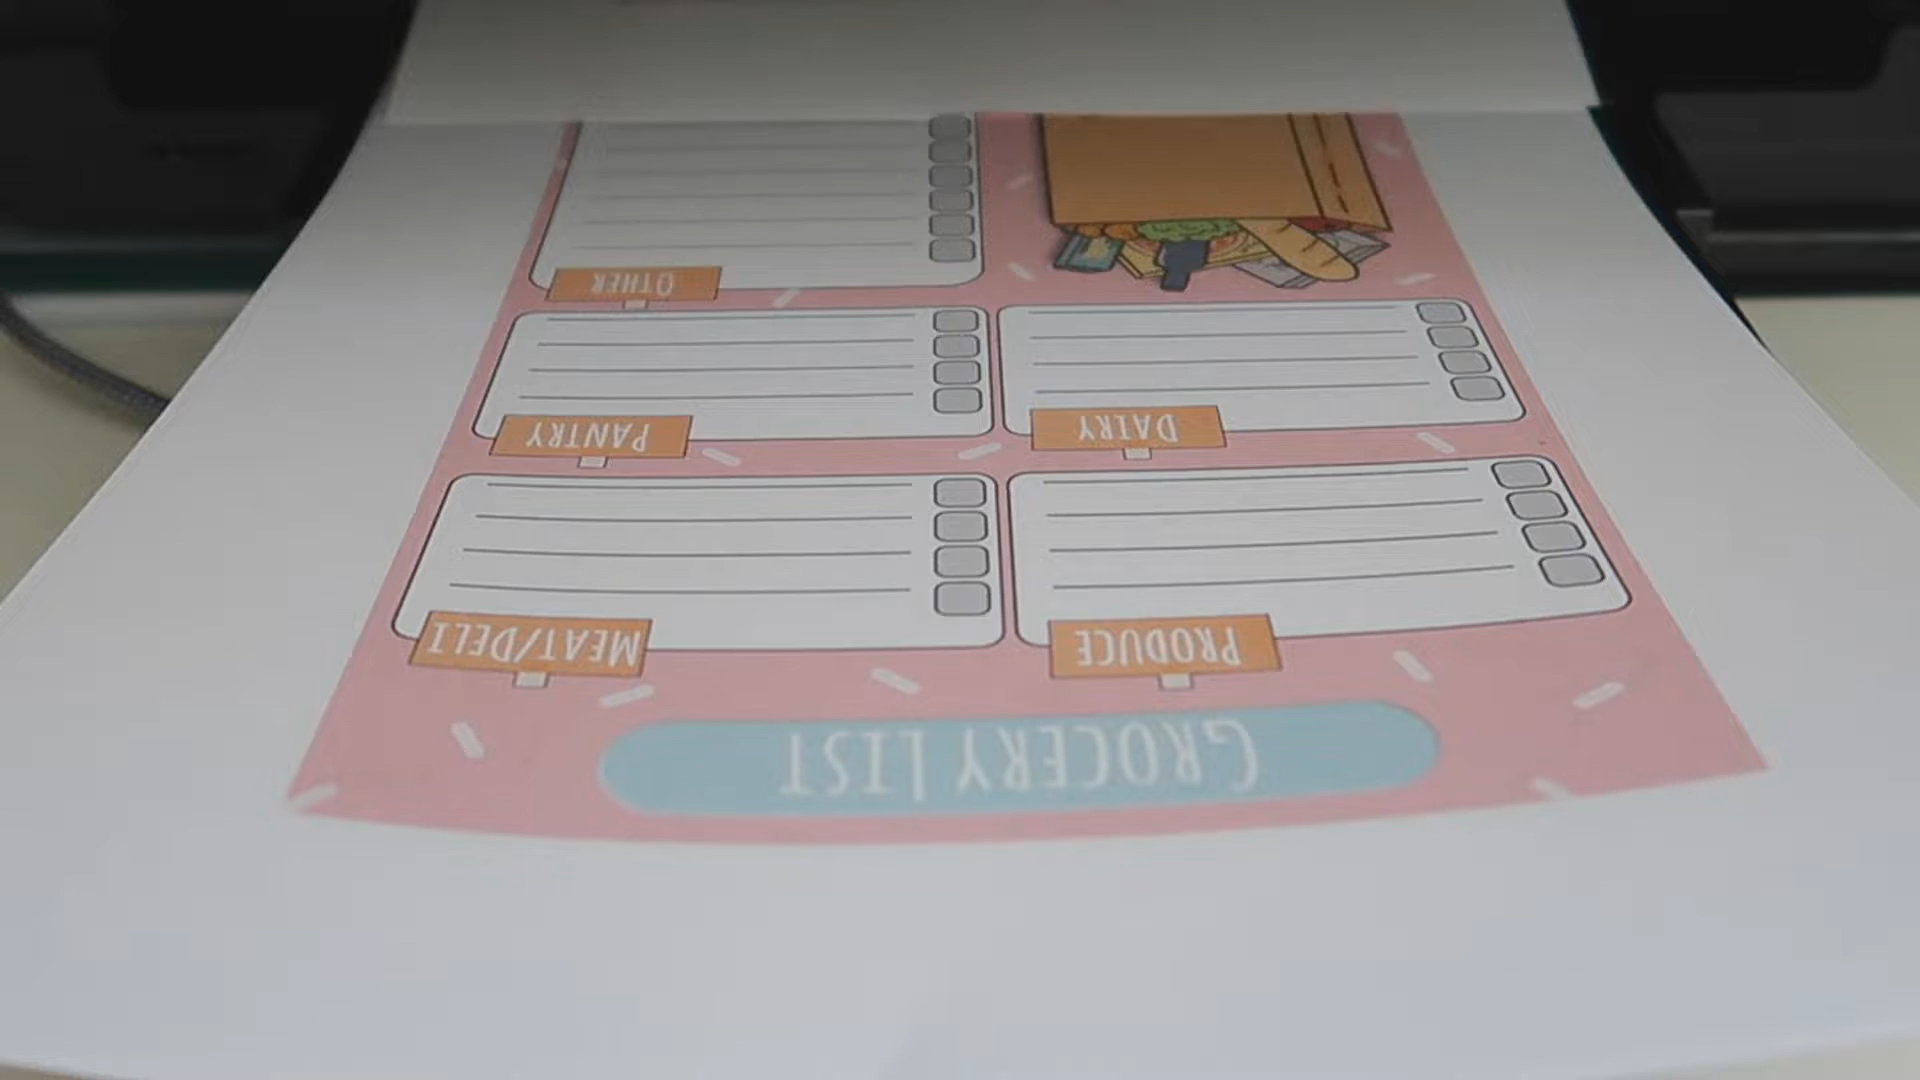 GROCERY LIST
PRODUCE
MEAT/DELI
DAIRY
PANTRY
OTHER